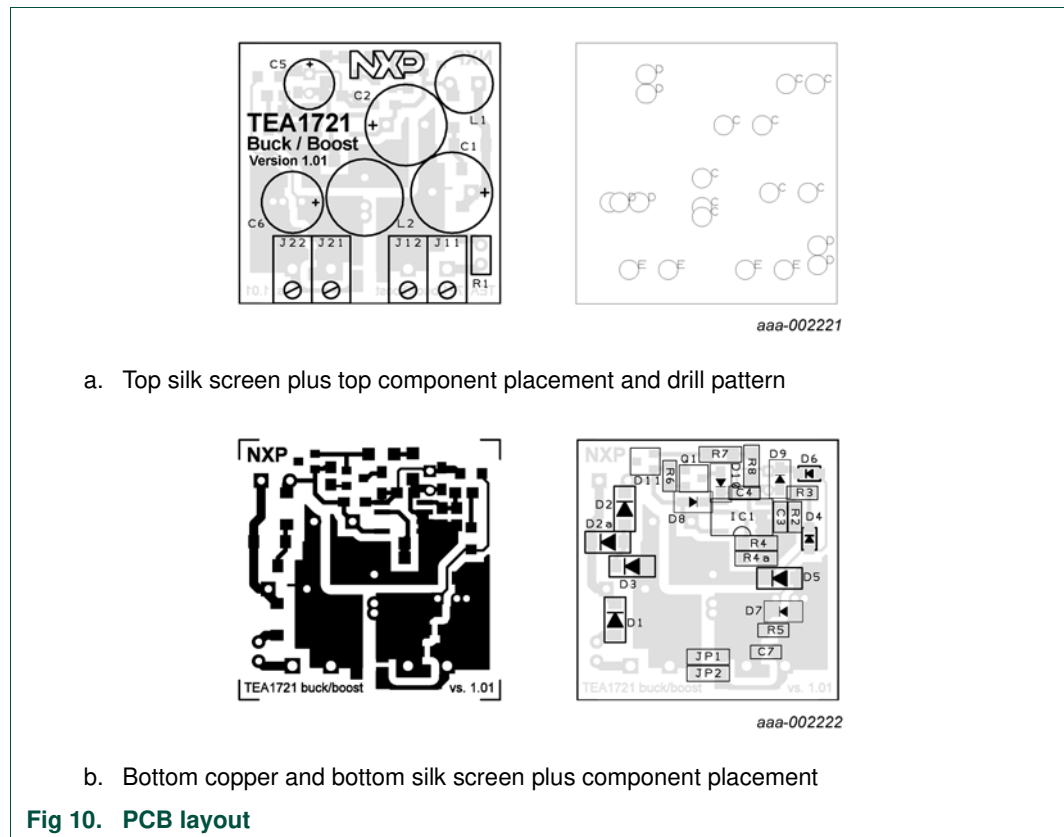 NXP
C5
C2
L1
TEA1721
Buck / Boost
Version 1.01
C1
C6
L2
J22 J21 J12 J11
R1
D
D
C C
C C
C
D C C
C
C
D
E E E E D
aaa-002221
a. Top silk screen plus top component placement and drill pattern
NXP
TEA1721 buck/boost vs. 1.01
NXP
Q1 R7 R8 D9 D6
D11 R6 D10
C4 R3
D2 D8 IC1 C3 R2 D4
D2a
R4
R4a
D3 D5
D7
D1 R5
JP1 C7
JP2
TEA1721 buck/boost vs. 1.01
aaa-002222
b. Bottom copper and bottom silk screen plus component placement
Fig 10. PCB layout